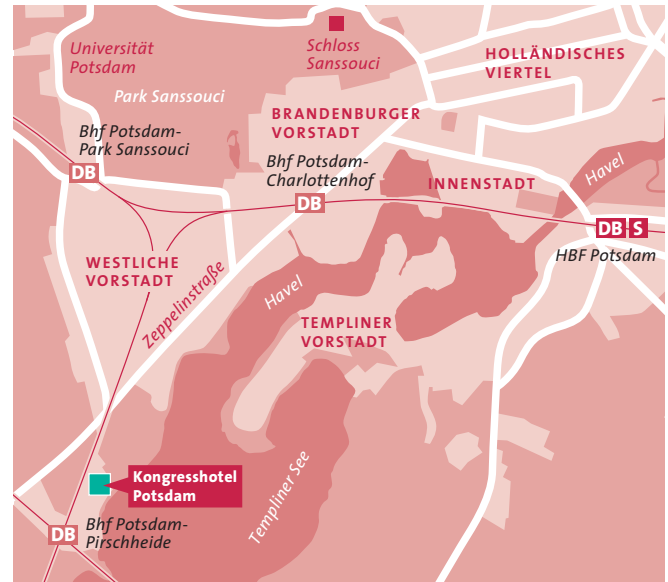 Universität
Potsdam
Schloss
Sanssouci
HOLLÄNDISCHES
VIERTEL
Park Sanssouci
BRANDENBURGER
VORSTADT
Bhf Potsdam-
Park Sanssouci
DB
Bhf Potsdam-
Charlottenhof
DB
INNENSTADT
Havel
DB S
HBF Potsdam
WESTLICHE
VORSTADT
Zeppelinstraße
Havel
TEMPLINER
VORSTADT
Kongresshotel
Potsdam
Templiner See
DB
Bhf Potsdam-
Pirschheide